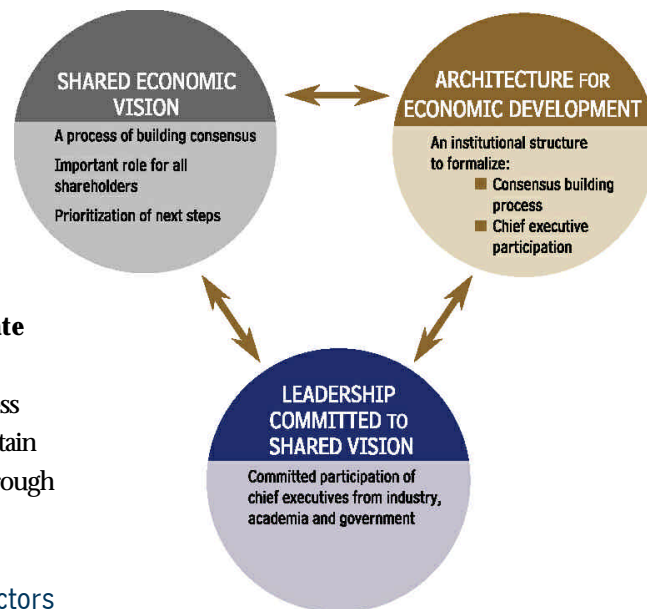 SHARED ECONOMIC
VISION
A process of building consensus
Important role for all
shareholders
Prioritization of next steps
ARCHITECTURE FOR
ECONOMIC DEVELOPMENT
An institutional structure
to formalize:
■ Consensus building
process
■ Chief executive
participation
LEADERSHIP
COMMITTED TO
SHARED VISION
Committed participation of
chief executives from industry,
academia and government